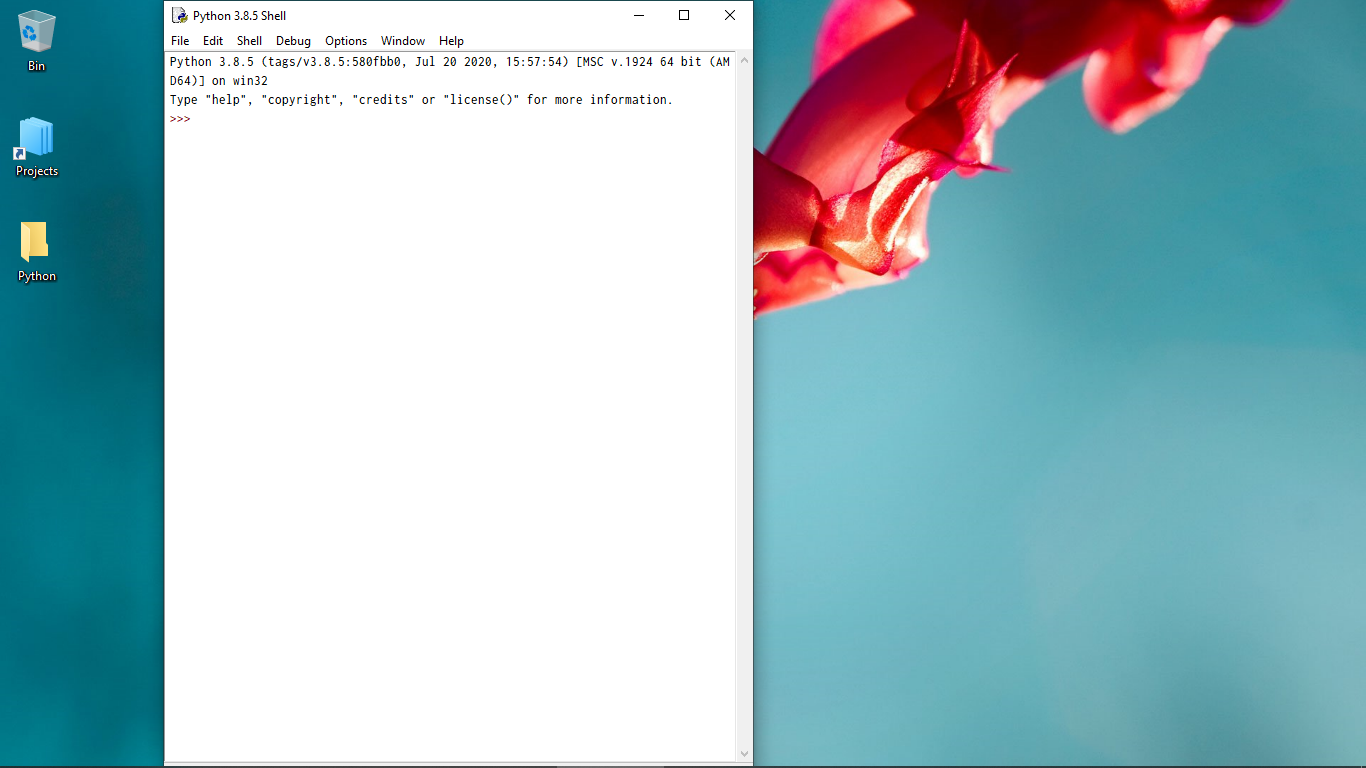 Bin
Projects
Python
Python 3.8.5 Shell
File Edit Shell Debug Options Window Help
Python 3.8.5 (tags/v3.8.5:580fbb0, Jul 20 2020, 15:57:54) [MSC v.1924 64 bit (AM
D64)] on win32
Type "help", "copyright", "credits" or "license()" for more information.
>>>